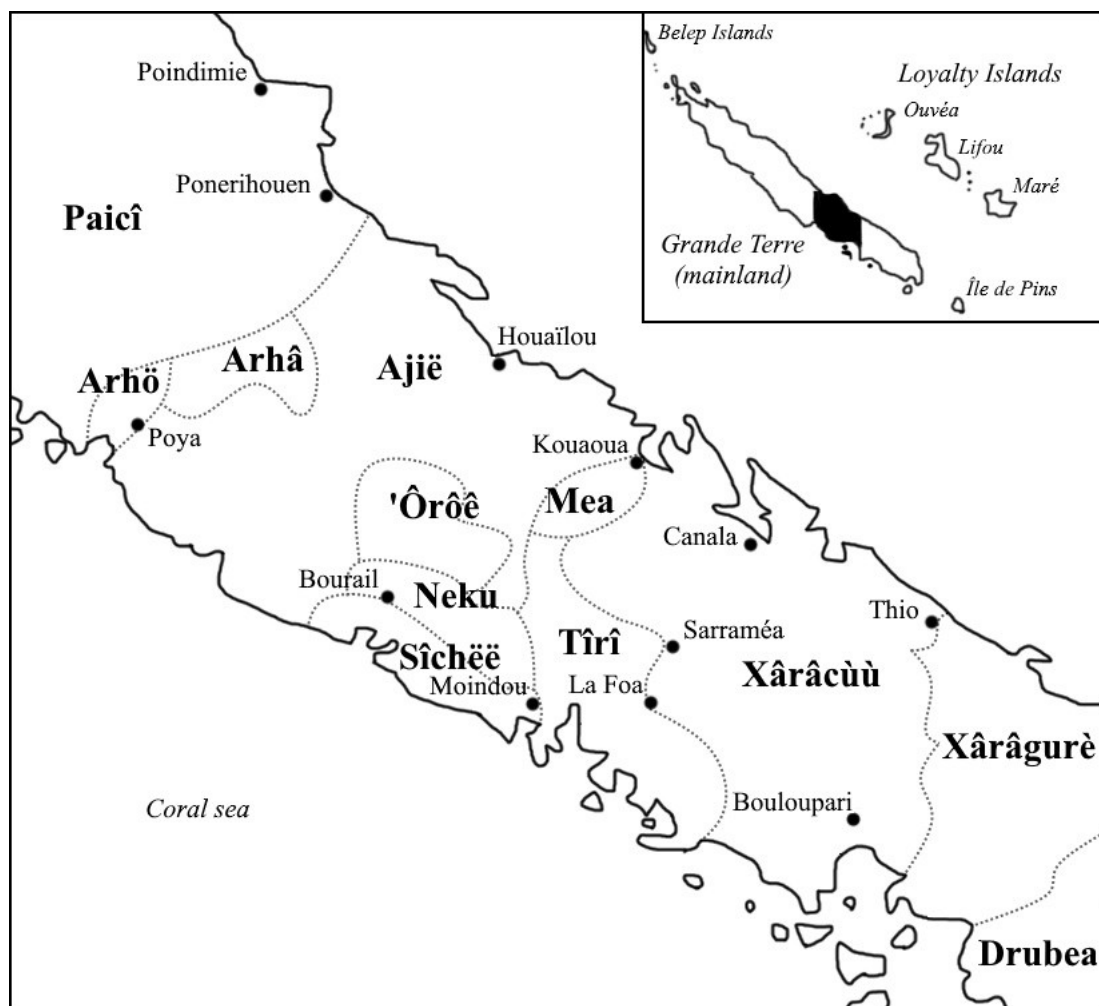 Belep Islands
Loyalty Islands
Ouvéa
Lifou
Maré
Grande Terre
(mainland)
Île de Pins
Poindimie
Ponerihouen
Paicî
Houaïlou
Arhâ
Ajië
Arhö
Poya
Kouaoua
'Ôrôê
Mea
Canala
Bourail
Neku
Thio
Sîchëë
Tîrî
Sarraméa
Xârâcùù
Moindou
La Foa
Xârâgurè
Coral sea
Bouloupari
Drubea